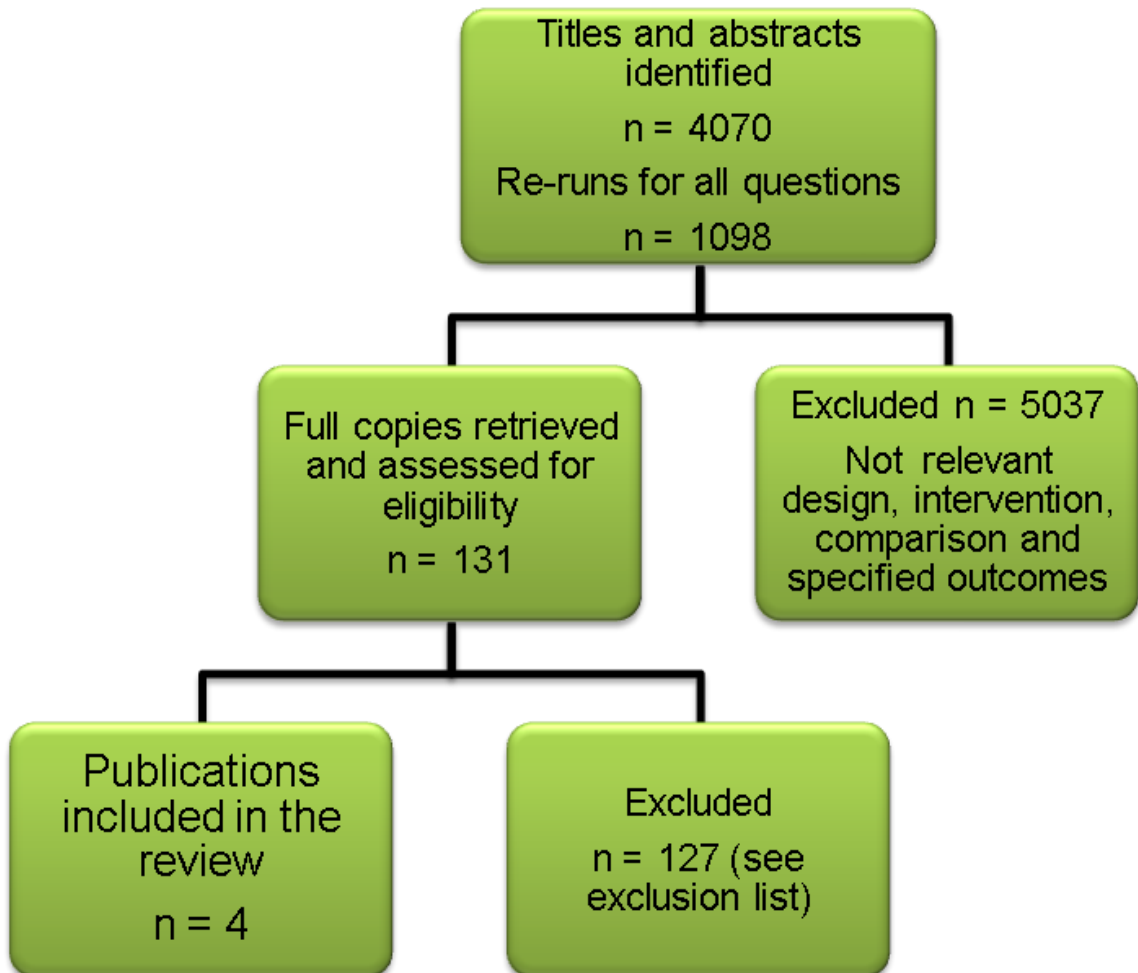 Titles and abstracts
identified
n = 4070
Re-runs for all questions
n = 1098
Full copies retrieved
and assessed for
eligibility
n = 131
Excluded n = 5037
Not relevant
design, intervention,
comparison and
specified outcomes
Publications
included in the
review
n = 4
Excluded
n = 127 (see
exclusion list)